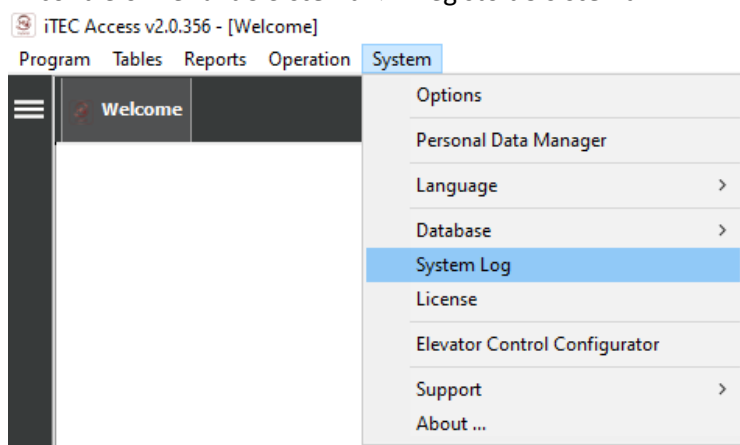 iTEC Access v2.0.356 - [Welcome]
Program Tables Reports Operation System
Welcome
Options
Personal Data Manager
Language
Database
System Log
License
Elevator Control Configurator
Support
About ...